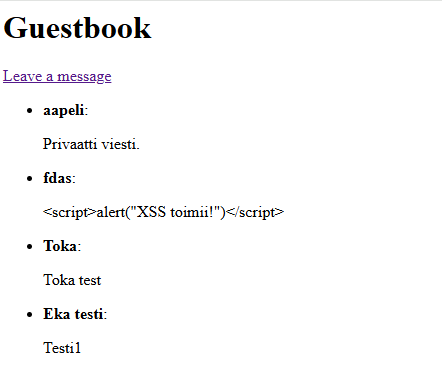 Guestbook
Leave a message
aapeli:
Privaatti viesti.
fdas:
<script>alert("XSS toimii!")</script>
Toka:
Toka test
Eka testi:
Testi1